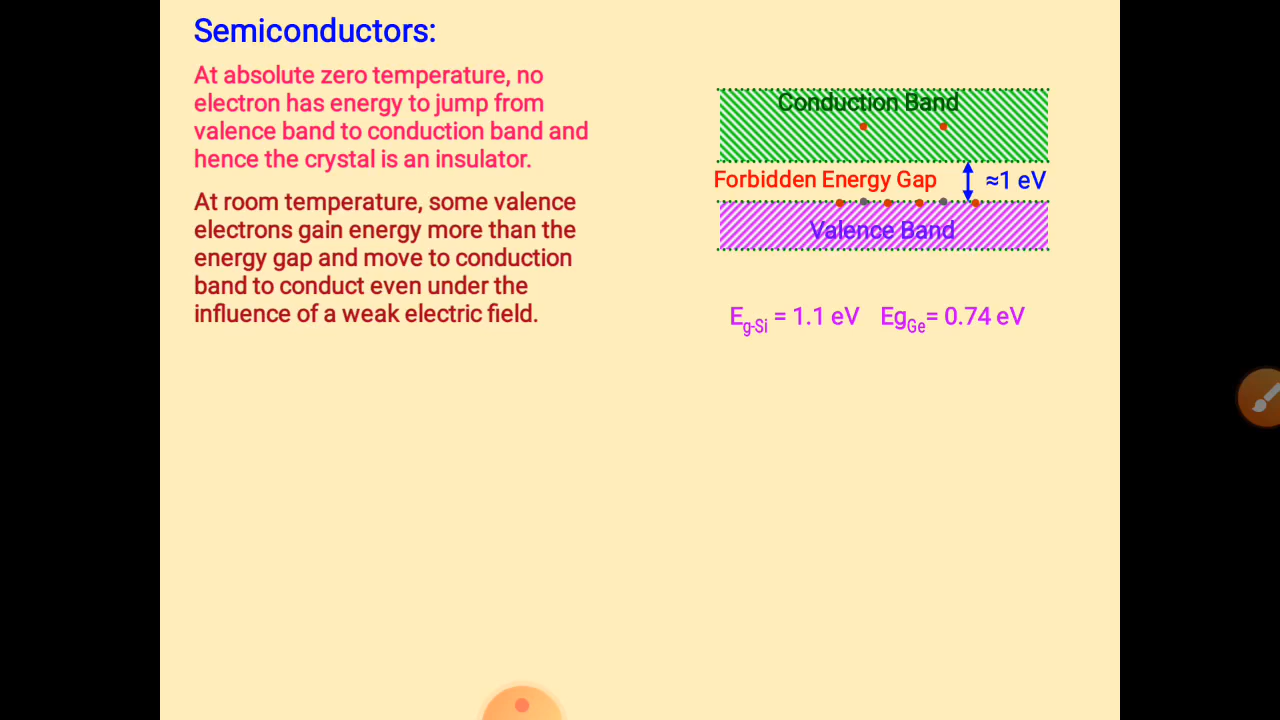 Semiconductors:
At absolute zero temperature, no
electron has energy to jump from
valence band to conduction band and
hence the crystal is an insulator.
At room temperature, some valence
electrons gain energy more than the
energy gap and move to conduction
band to conduct even under the
influence of a weak electric field.
Conduction Band
Forbidden Energy Gap ≈1 eV
Valence Band
Eg-Si = 1.1 eV EgGe= 0.74 eV